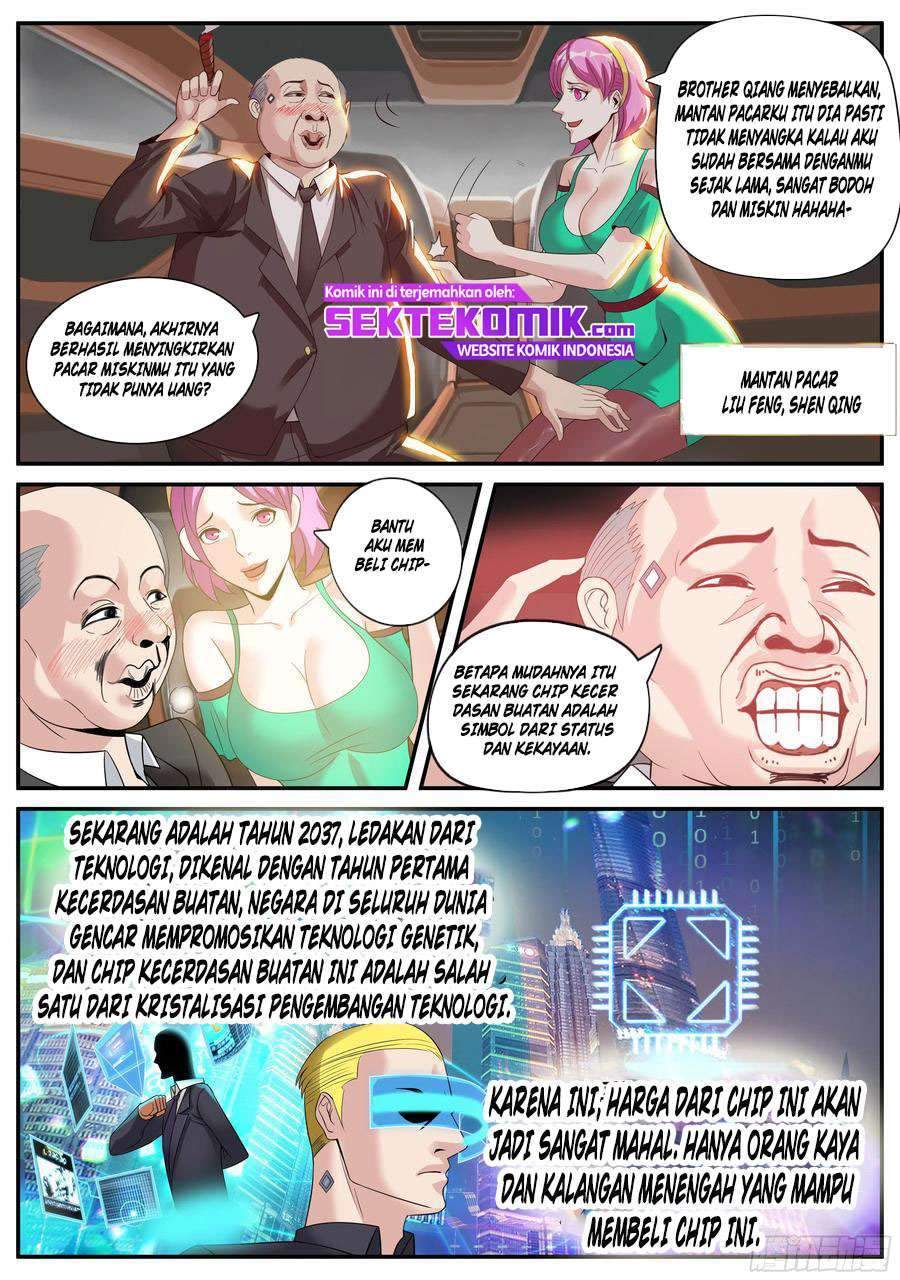 BROTHER QIANG MENYEBALKAN,
MANTAN PACARKU ITU DIA PASTI
TIDAK MENYANGKA KALAU AKU
SUDAH BERSAMA DENGANMU
SEJAK LAMA, SANGAT BODOH
DAN MISKIN HAHAHA-
Komik ini di terjemahkan oleh:
SEKTEKOMIK.com
WEBSITE KOMIK INDONESIA
BAGAIMANA, AKHIRNYA
BERHASIL MENYINGKIRKAN
PACAR MISKINMU ITU YANG
TIDAK PUNYA UANG?
MANTAN PACAR
LIU FENG, SHEN QING
BANTU
AKU MEM
BELI CHIP-
BETAPA MUDAHNYA ITU
SEKARANG CHIP KECER
DASAN BUATAN ADALAH
SIMBOL DARI STATUS
DAN KEKAYAAN.
SEKARANG ADALAH TAHUN 2037, LEDAKAN DARI
TEKNOLOGI, DIKENAL DENGAN TAHUN PERTAMA
KECERDASAN BUATAN, NEGARA DI SELURUH DUNIA
GENCAR MEMPROMOSIKAN TEKNOLOGI GENETIK,
DAN CHIP KECERDASAN BUATAN INI ADALAH SALAH
SATU DARI KRISTALISASI PENGEMBANGAN TEKNOLOGI.
KARENA INI, HARGA DARI CHIP INI AKAN
JADI SANGAT MAHAL. HANYA ORANG KAYA
DAN KALANGAN MENENGAH YANG MAMPU
MEMBELI CHIP INI.